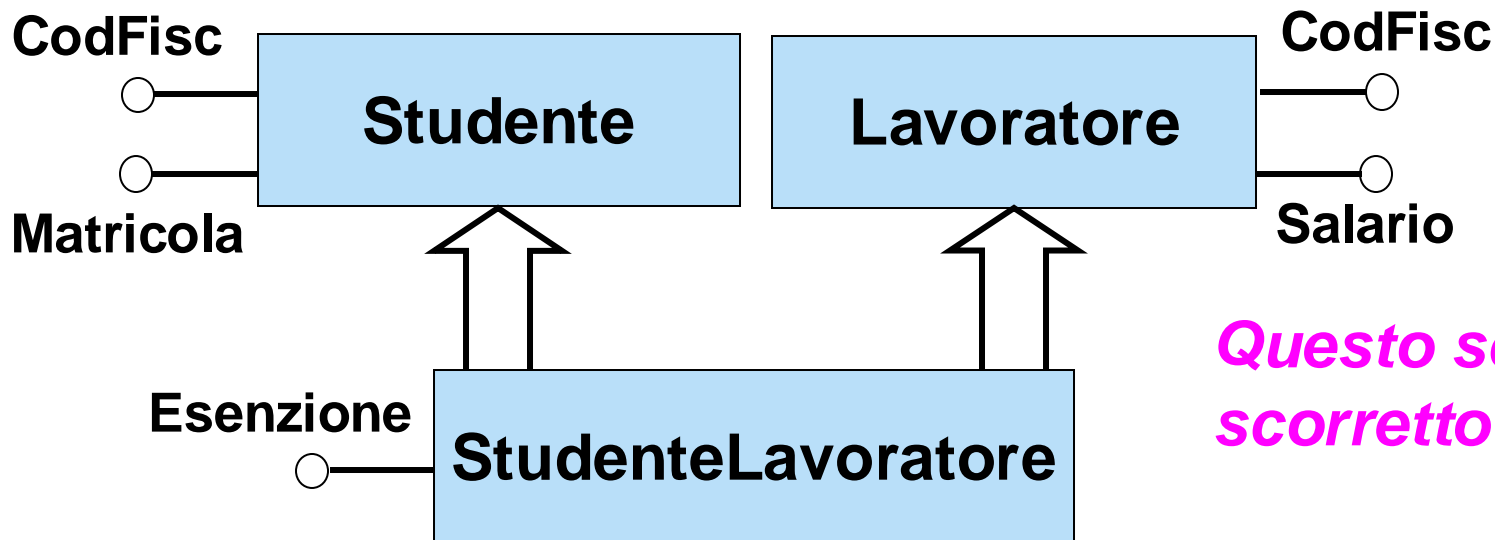 CodFisc
CodFisc
Studente
Lavoratore
Matricola
Salario
Questo
scorretto
Esenzione
StudenteLavoratore